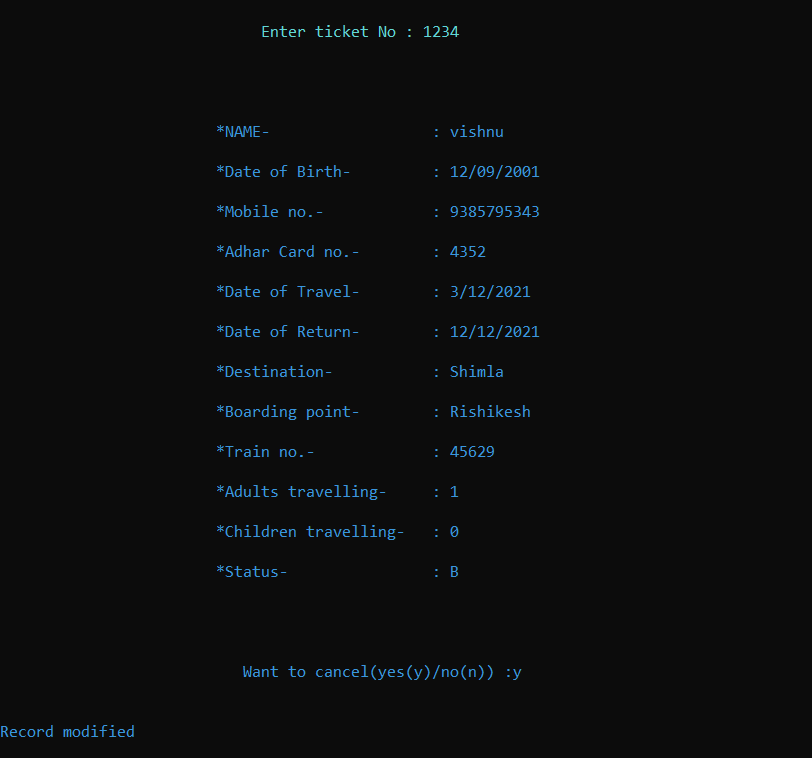 Enter ticket No : 1234
*NAME- : vishnu
*Date of Birth- : 12/09/2001
*Mobile no.- : 9385795343
*Adhar Card no.- : 4352
*Date of Travel- : 3/12/2021
*Date of Return- : 12/12/2021
*Destination- : Shimla
*Boarding point- : Rishikesh
*Train no.- : 45629
*Adults travelling- : 1
*Children travelling- : 0
*Status- : B
Want to cancel(yes(y)/no(n)) :y
Record modified